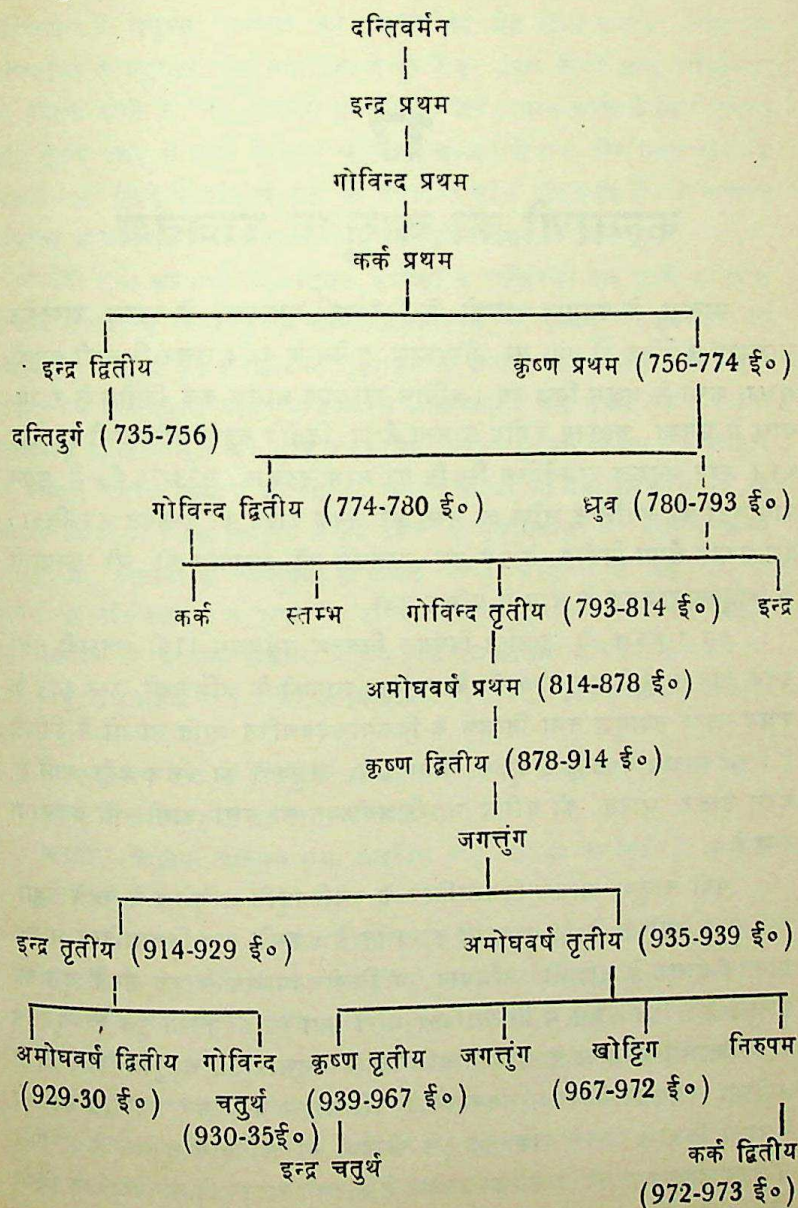 दन्तिवर्मन
इन्द्र प्रथम
गोविन्द प्रथम
कर्क प्रथम
इन्द्र द्वितीय कृष्ण प्रथम (756-774 ई०)
दन्तिदुर्ग (735-756)
गोविन्द द्वितीय (774-780 ई०) ध्रुव (780-793 ई०)
कर्क स्तम्भ गोविन्द तृतीय (793-814 ई०) इन्द्र
अमोघवर्ष प्रथम (814-878 ई०)
कृष्ण द्वितीय (878-914 ई०)
जगत्तुंग
इन्द्र तृतीय (914-929 ई०) अमोघवर्ष तृतीय (935-939 ई०)
अमोघवर्ष द्वितीय गोविन्द कृष्ण तृतीय जगत्तुंग खोट्टिग निरुपम
(929-30 ई०) चतुर्थ (939-967 ई०) (967-972 ई०)
(930-35ई०)
इन्द्र चतुर्थ कर्क द्वितीय
(972-973 ई०)